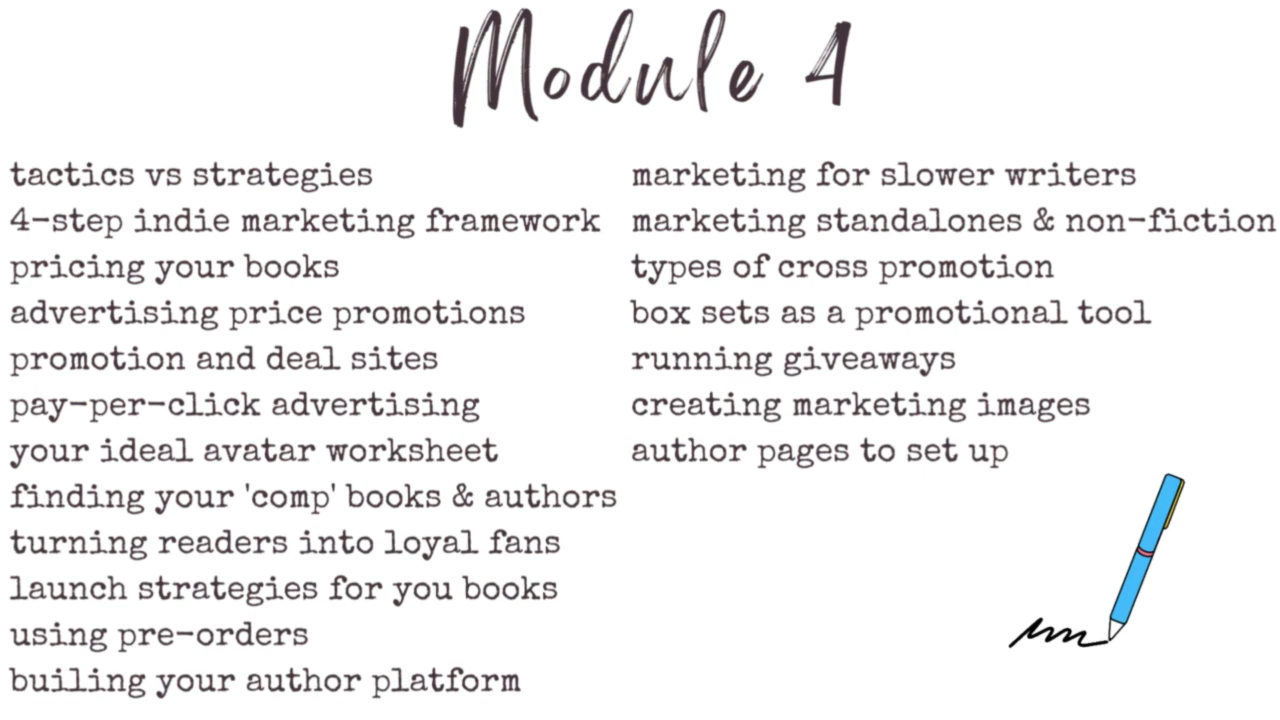 Module 4
tactics vs strategies
4-step indie marketing framework
pricing your books
advertising price promotions
promotion and deal sites
pay-per-click advertising
your ideal avatar worksheet
finding your 'comp' books & authors
turning readers into loyal fans
launch strategies for you books
using pre-orders
builing your author platform
marketing for slower writers
marketing standalones & non-fiction
types of cross promotion
box sets as a promotional tool
running giveaways
creating marketing images
author pages to set up